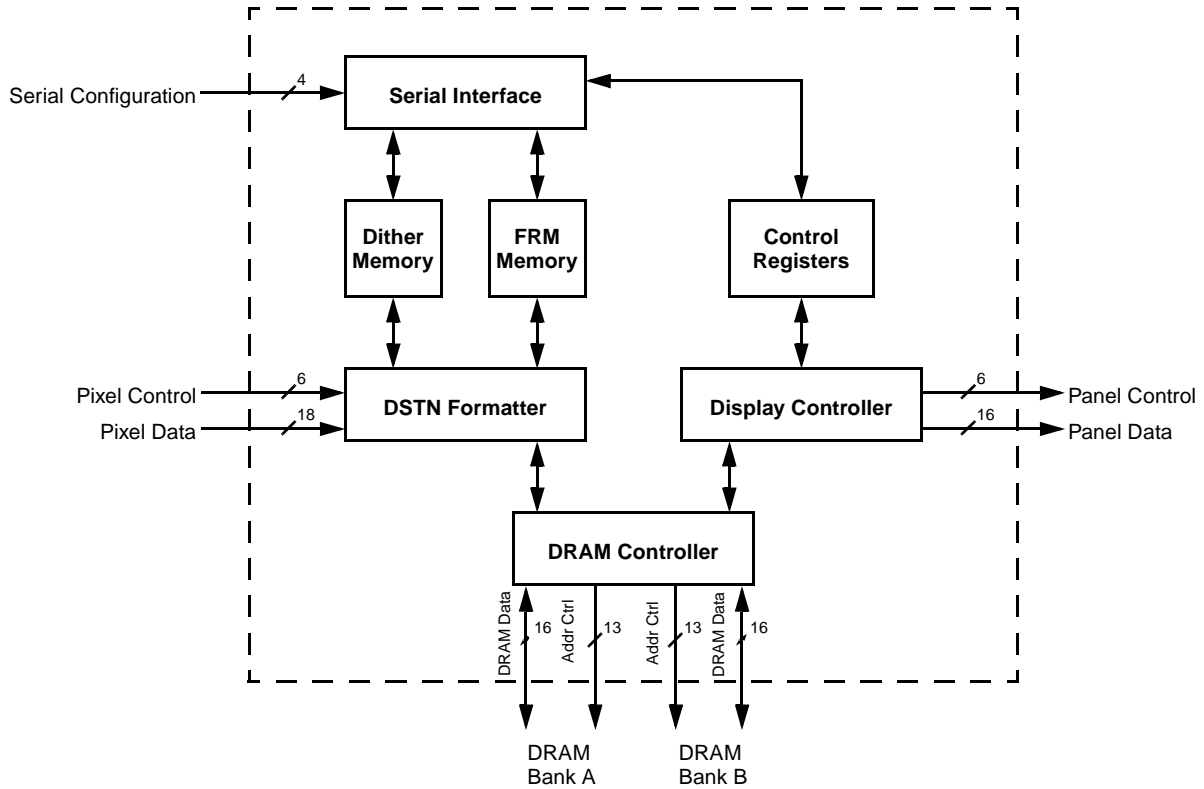 4
Serial Configuration
Serial Interface
Dither
Memory
FRM
Memory
Control
Registers
6
Pixel Control
18
Pixel Data
DSTN Formatter
Display Controller
6
Panel Control
16
Panel Data
DRAM Controller
DRAM Data
16
Addr Ctrl
13
Addr Ctrl
13
DRAM Data
16
DRAM
Bank A
DRAM
Bank B